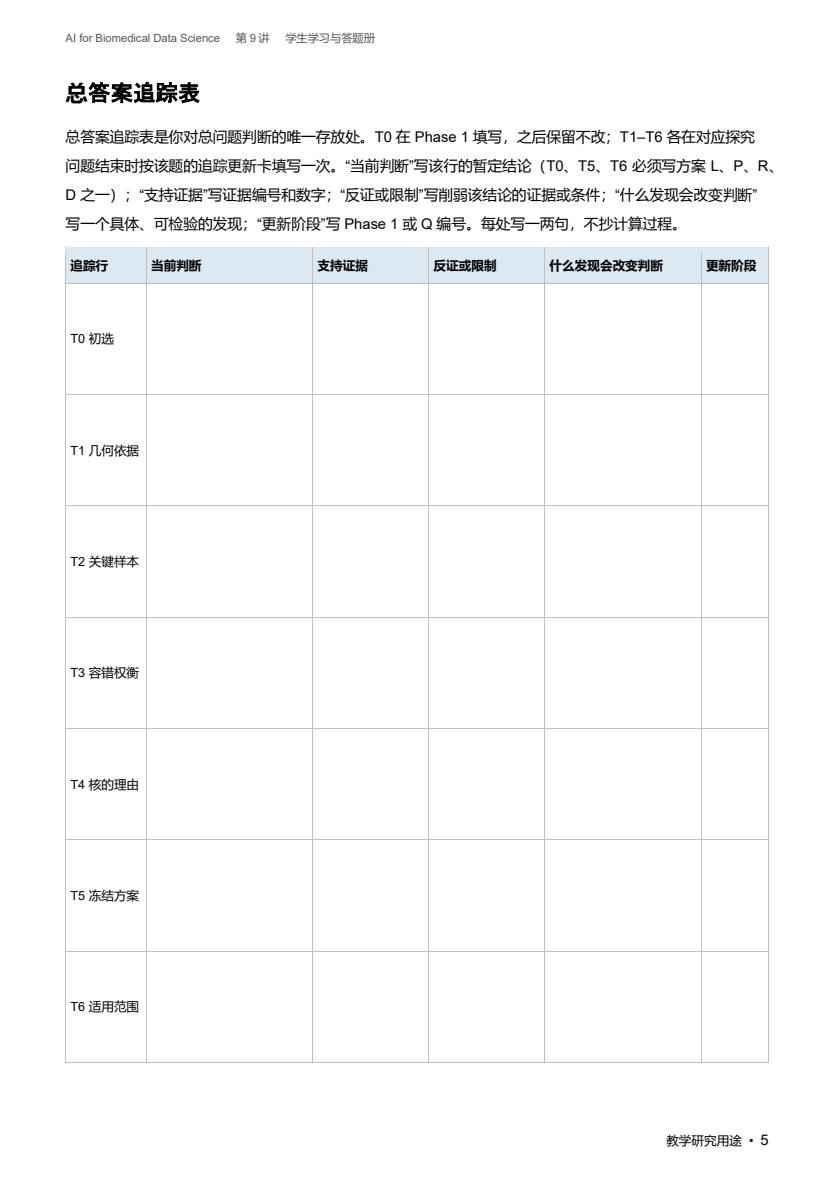 AI for Biomedical Data Science 第 9 讲 学生学习与答题册
总答案追踪表
总答案追踪表是你对总问题判断的唯一存放处。T0 在 Phase 1 填写，之后保留不改；T1–T6 各在对应探究
问题结束时按该题的追踪更新卡填写一次。“当前判断”写该行的暂定结论（T0、T5、T6 必须写方案 L、P、R、
D 之一）；“支持证据”写证据编号和数字；“反证或限制”写削弱该结论的证据或条件；“什么发现会改变判断”
写一个具体、可检验的发现；“更新阶段”写 Phase 1 或 Q 编号。每处写一两句，不抄计算过程。
追踪行 当前判断 支持证据 反证或限制 什么发现会改变判断 更新阶段
T0 初选
T1 几何依据
T2 关键样本
T3 容错权衡
T4 核的理由
T5 冻结方案
T6 适用范围
教学研究用途 • 5